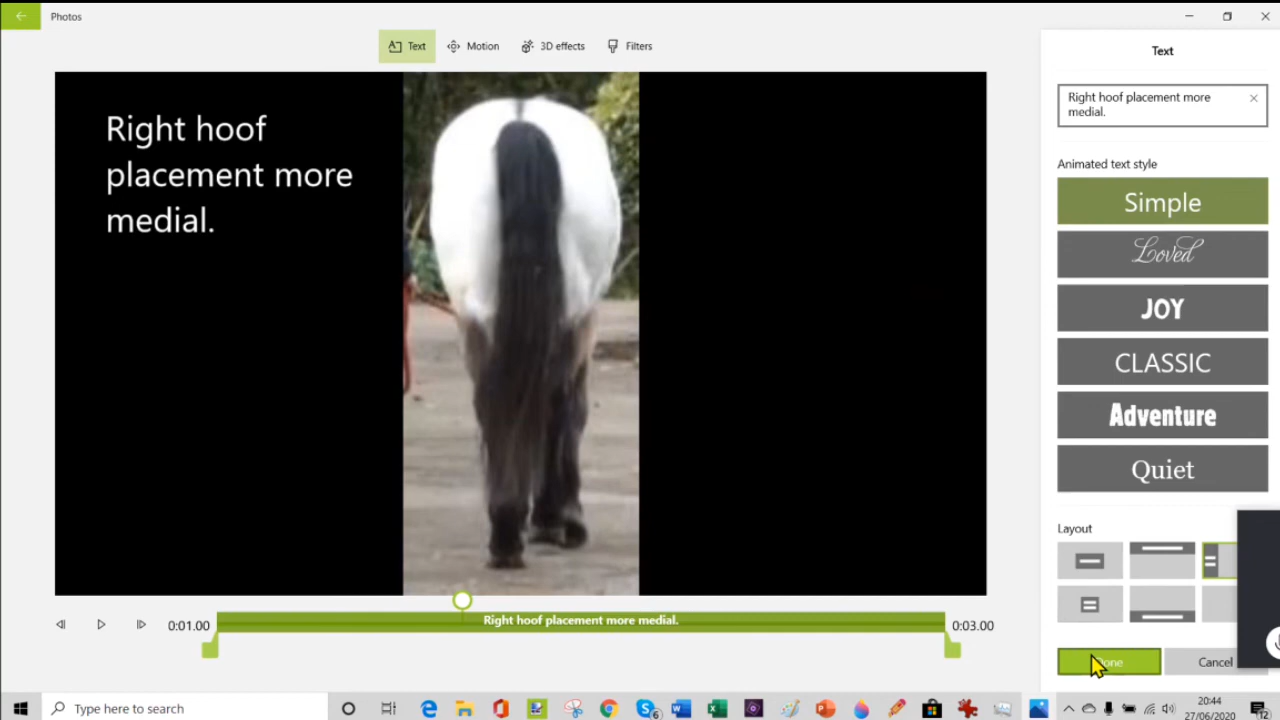 Photos
Text
Motion
3D effects
Filters
Text
Right hoof
placement more
medial.
Right hoof placement more
medial.
Animated text style
Simple
Loved
JOY
CLASSIC
Adventure
Quiet
Layout
0:01.00
Right hoof placement more medial.
0:03.00
Cancel
Type here to search
6
20:44
27/06/2020
12